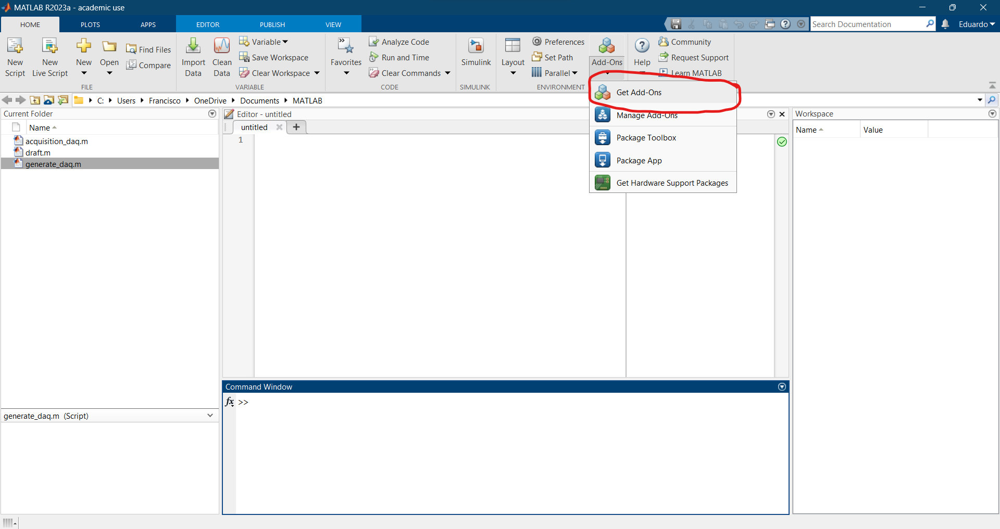 MATLAB R2023a - academic use
HOME PLOTS APPS EDITOR PUBLISH VIEW
Search Documentation
Eduardo
New Script
New Live Script
New
Open
Find Files
Compare
FILE
Import Data
Clean Data
Variable
Save Workspace
Clear Workspace
VARIABLE
Favorites
Analyze Code
Run and Time
Clear Commands
CODE
Simulink
SIMULINK
Layout
Preferences
Set Path
Parallel
ENVIRONMENT
Add-Ons
Help
Community
Request Support
Learn MATLAB
Get Add-Ons
Manage Add-Ons
Package Toolbox
Package App
Get Hardware Support Packages
C: Users Francisco OneDrive Documents MATLAB
Current Folder
Name
acquisition_daq.m
draft.m
generate_daq.m
generate_daq.m (Script)
Editor - untitled
untitled
1
Command Window
fx >>
Workspace
Name Value